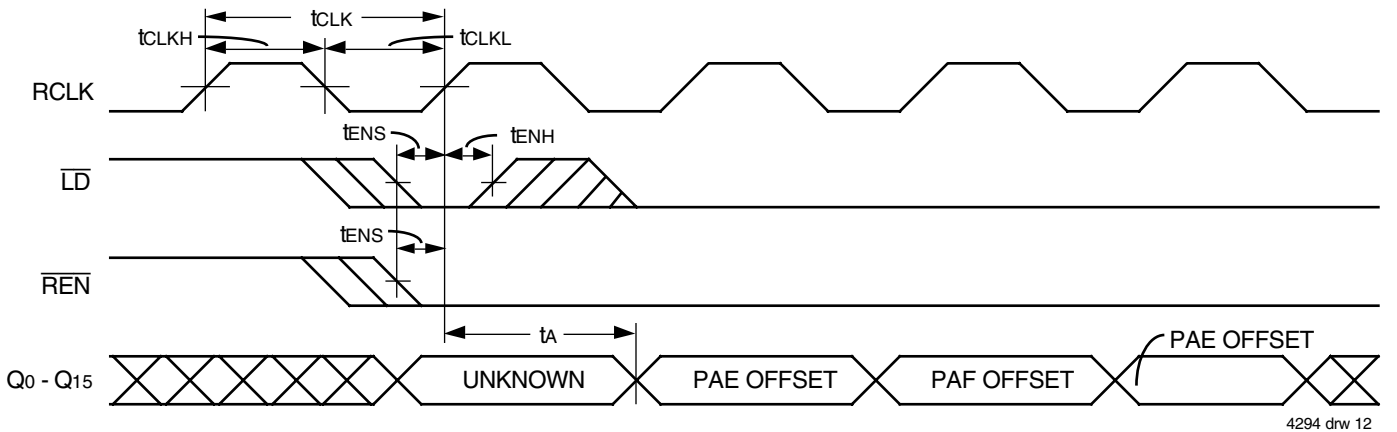 tCLK
tCLKH
tCLKL
RCLK
tENS
tENH
LD
tENS
REN
tA
PAE OFFSET
Q0 - Q15
UNKNOWN
PAE OFFSET
PAF OFFSET
4294 drw 12